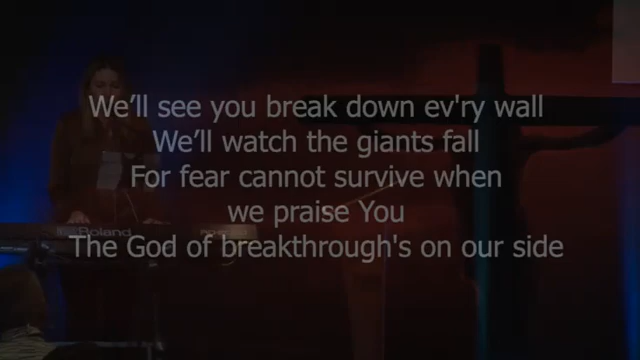 We’ll see you break down ev'ry wall
We’ll watch the giants fall
For fear cannot survive when
we praise You
Roland
The God of breakthrough's on our side